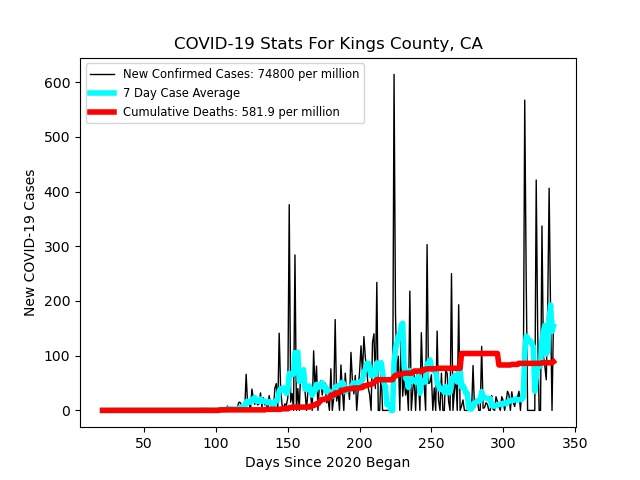 COVID-19 Stats For Kings County, CA
New Confirmed Cases: 74800 per million
7 Day Case Average
Cumulative Deaths: 581.9 per million
New COVID-19 Cases
600
500
400
300
200
100
0
50 100 150 200 250 300 350
Days Since 2020 Began